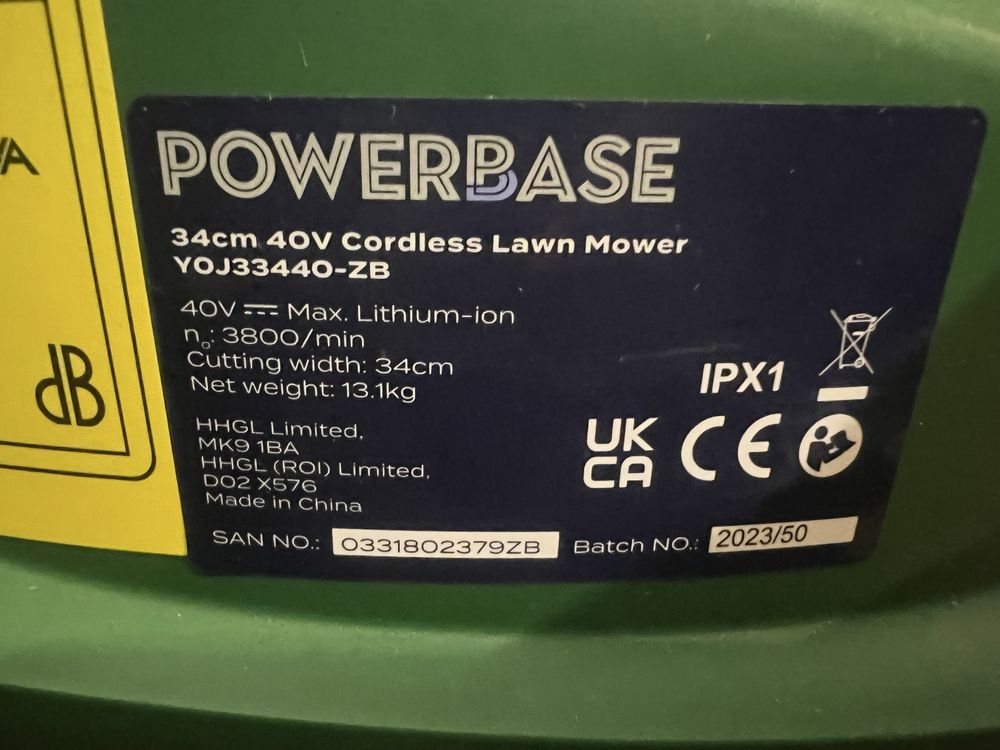 POWERBASE
34cm 40V Cordless Lawn Mower
YOJ33440-ZB
40V Max. Lithium-ion
n₀: 3800/min
Cutting width: 34cm
Net weight: 13.1kg
IPX1
HHGL Limited,
MK9 1BA
HHGL (ROI) Limited,
DO2 X576
Made in China
UK
CA
CE
SAN NO.: 0331802379ZB
Batch NO.: 2023/50
dB